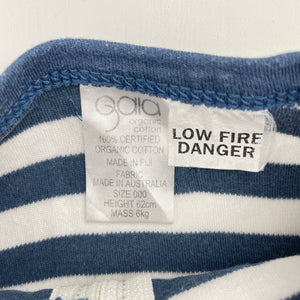 gaia
organic
cotton
100% CERTIFIED
ORGANIC COTTON
MADE IN FIJI
FABRIC
MADE IN AUSTRALIA
SIZE 000
HEIGHT 62cm
MASS 6kg
LOW FIRE
DANGER